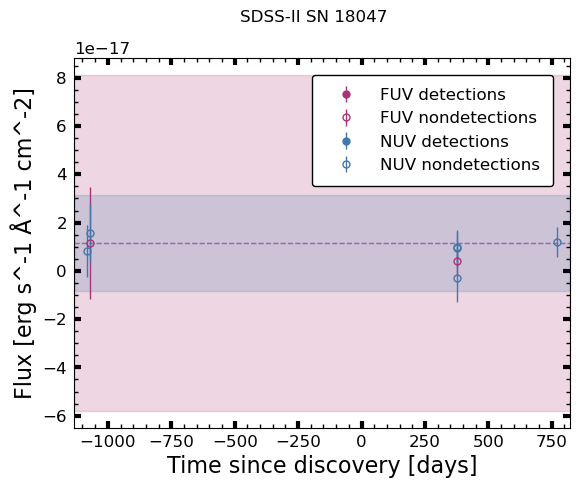 SDSS-II SN 18047
1e−17
FUV detections
FUV nondetections
NUV detections
NUV nondetections
8
6
4
2
0
−2
−4
−6
Flux [erg s^-1 Å^-1 cm^-2]
−1000 −750 −500 −250 0 250 500 750
Time since discovery [days]